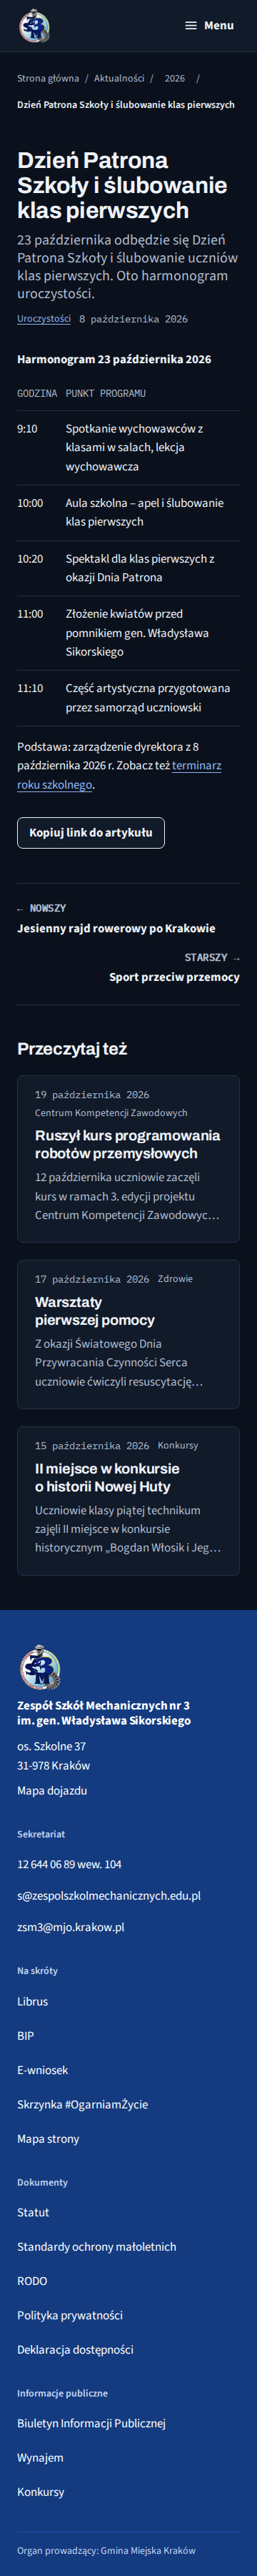 Menu
Strona główna / Aktualności / 2026 /
Dzień Patrona Szkoły i ślubowanie klas pierwszych
Dzień Patrona
Szkoły i ślubowanie
klas pierwszych
23 października odbędzie się Dzień
Patrona Szkoły i ślubowanie uczniów
klas pierwszych. Oto harmonogram
uroczystości.
Uroczystości 8 października 2026
Harmonogram 23 października 2026
GODZINA PUNKT PROGRAMU
9:10 Spotkanie wychowawców z
klasami w salach, lekcja
wychowawcza
10:00 Aula szkolna – apel i ślubowanie
klas pierwszych
10:20 Spektakl dla klas pierwszych z
okazji Dnia Patrona
11:00 Złożenie kwiatów przed
pomnikiem gen. Władysława
Sikorskiego
11:10 Część artystyczna przygotowana
przez samorząd uczniowski
Podstawa: zarządzenie dyrektora z 8
października 2026 r. Zobacz też terminarz
roku szkolnego.
Kopiuj link do artykułu
← NOWSZY
Jesienny rajd rowerowy po Krakowie
STARSZY →
Sport przeciw przemocy
Przeczytaj też
19 października 2026
Centrum Kompetencji Zawodowych
Ruszył kurs programowania
robotów przemysłowych
12 października uczniowie zaczęli
kurs w ramach 3. edycji projektu
Centrum Kompetencji Zawodowyc…
17 października 2026 Zdrowie
Warsztaty
pierwszej pomocy
Z okazji Światowego Dnia
Przywracania Czynności Serca
uczniowie ćwiczyli resuscytację…
15 października 2026 Konkursy
II miejsce w konkursie
o historii Nowej Huty
Uczniowie klasy piątej technikum
zajęli II miejsce w konkursie
historycznym „Bogdan Włosik i Jeg…
Zespół Szkół Mechanicznych nr 3
im. gen. Władysława Sikorskiego
os. Szkolne 37
31-978 Kraków
Mapa dojazdu
Sekretariat
12 644 06 89 wew. 104
s@zespolszkolmechanicznych.edu.pl
zsm3@mjo.krakow.pl
Na skróty
Librus
BIP
E-wniosek
Skrzynka #OgarniamŻycie
Mapa strony
Dokumenty
Statut
Standardy ochrony małoletnich
RODO
Polityka prywatności
Deklaracja dostępności
Informacje publiczne
Biuletyn Informacji Publicznej
Wynajem
Konkursy
Organ prowadzący: Gmina Miejska Kraków